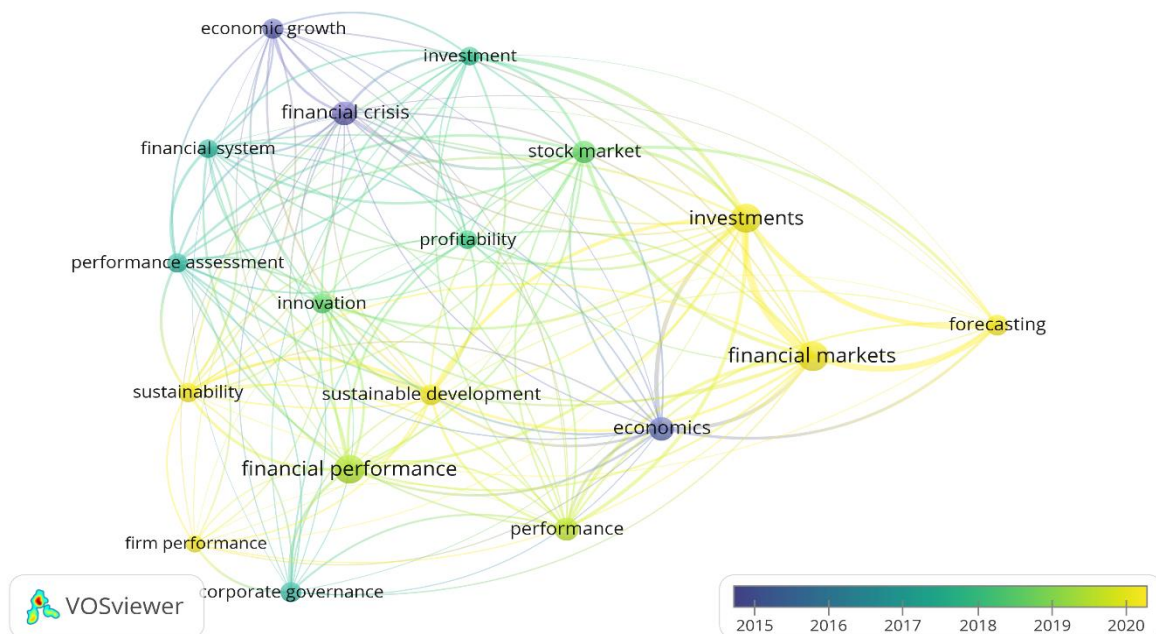 economic growth
investment
financial crisis
financial system
stock market
investments
profitability
performance assessment
innovation
forecasting
financial markets
sustainability
sustainable development
economics
financial performance
performance
firm performance
corporate governance
VOSviewer
2015 2016 2017 2018 2019 2020